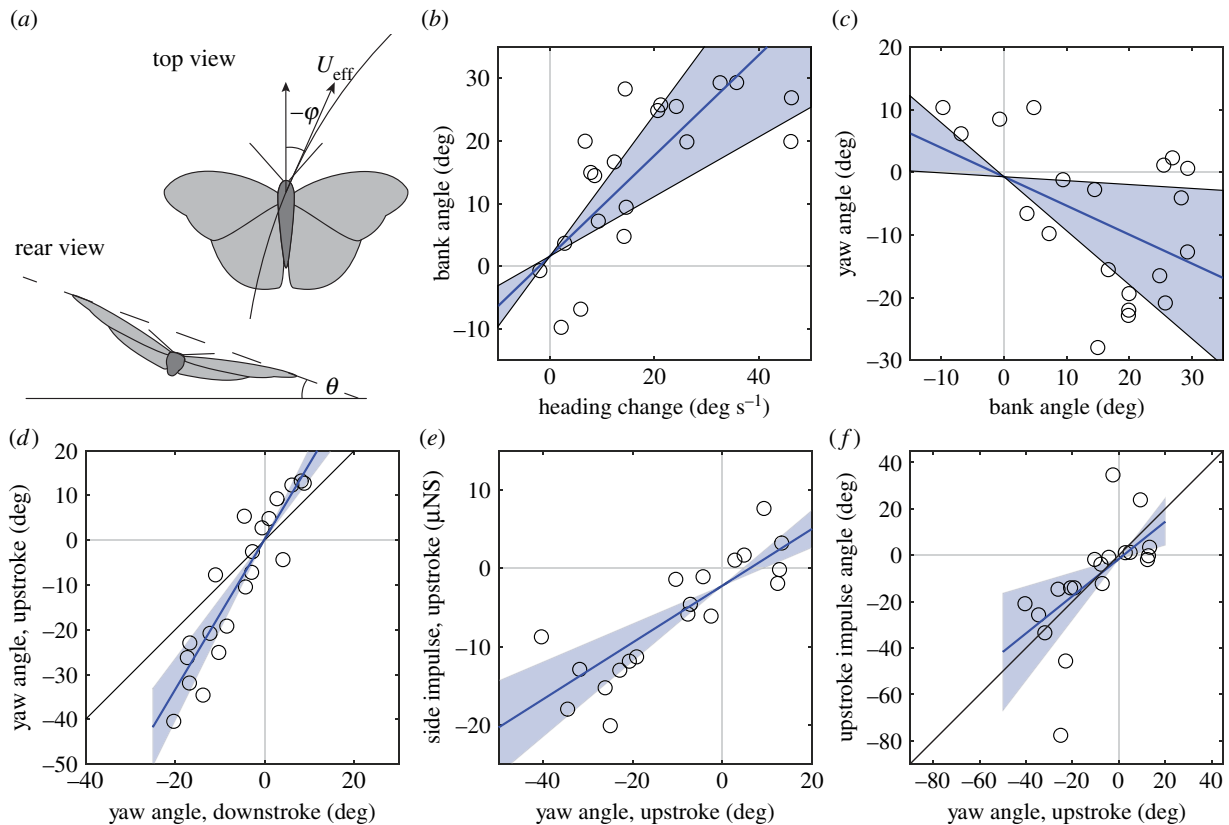 (a)
top view
U_eff
−φ
rear view
θ
(b)
30
20
10
0
−10
bank angle (deg)
0 20 40
heading change (deg s⁻¹)
(c)
20
10
0
−10
−20
−30
yaw angle (deg)
−10 0 10 20 30
bank angle (deg)
(d)
20
10
0
−10
−20
−30
−40
−50
yaw angle, upstroke (deg)
−40 −20 0 20
yaw angle, downstroke (deg)
(e)
10
0
−10
−20
side impulse, upstroke (µNS)
−40 −20 0 20
yaw angle, upstroke (deg)
(f)
40
20
0
−20
−40
−60
−80
upstroke impulse angle (deg)
−80 −60 −40 −20 0 20 40
yaw angle, upstroke (deg)